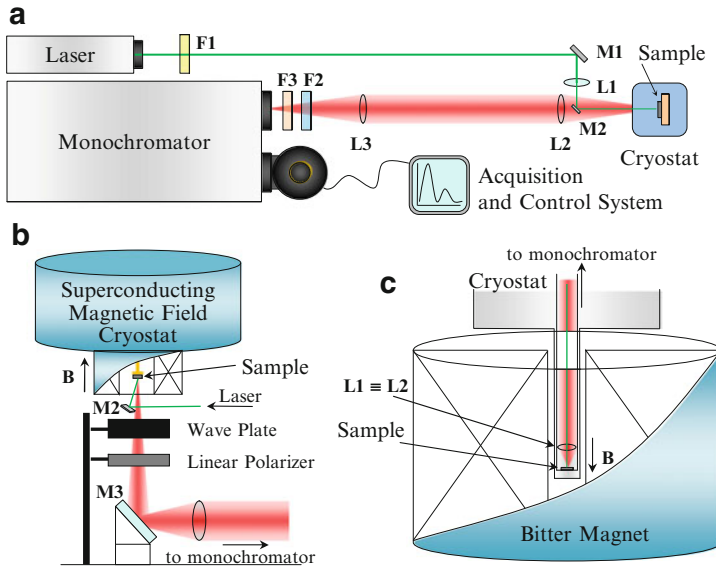 a
Laser
F1
M1
Sample
L1
F3 F2
Monochromator
L3
L2
M2
Cryostat
Acquisition
and Control System
b
Superconducting
Magnetic Field
Cryostat
B
Sample
M2
Laser
Wave Plate
Linear Polarizer
M3
to monochromator
c
to monochromator
Cryostat
L1 ≡ L2
Sample
B
Bitter Magnet